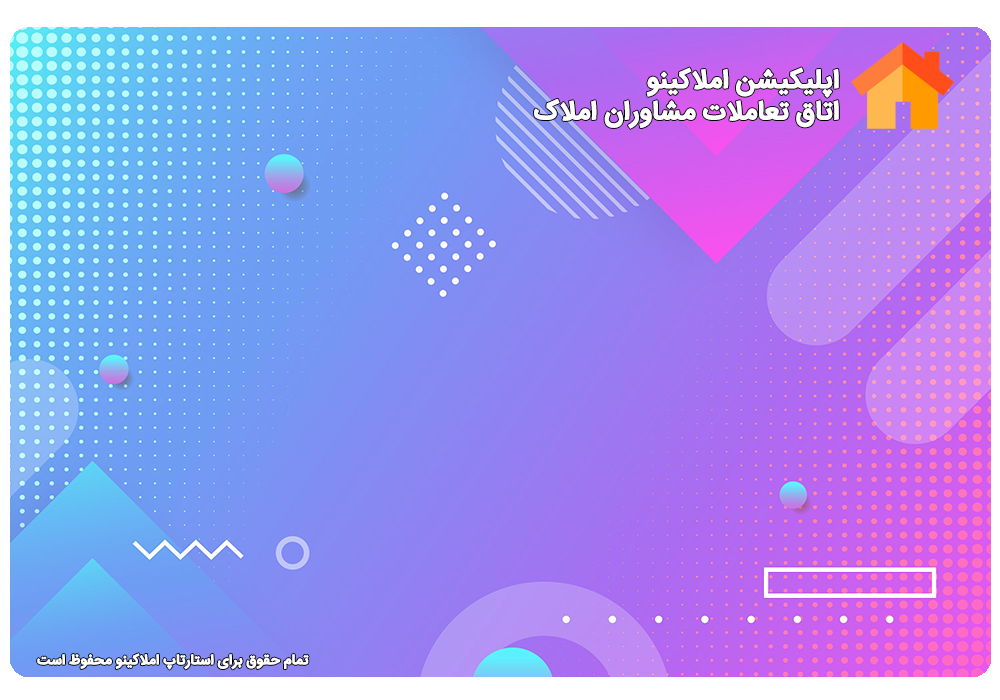 اپلیکیشن املاکینو
اتاق تعاملات مشاوران املاک
تمام حقوق برای استارتاپ املاکینو محفوظ است